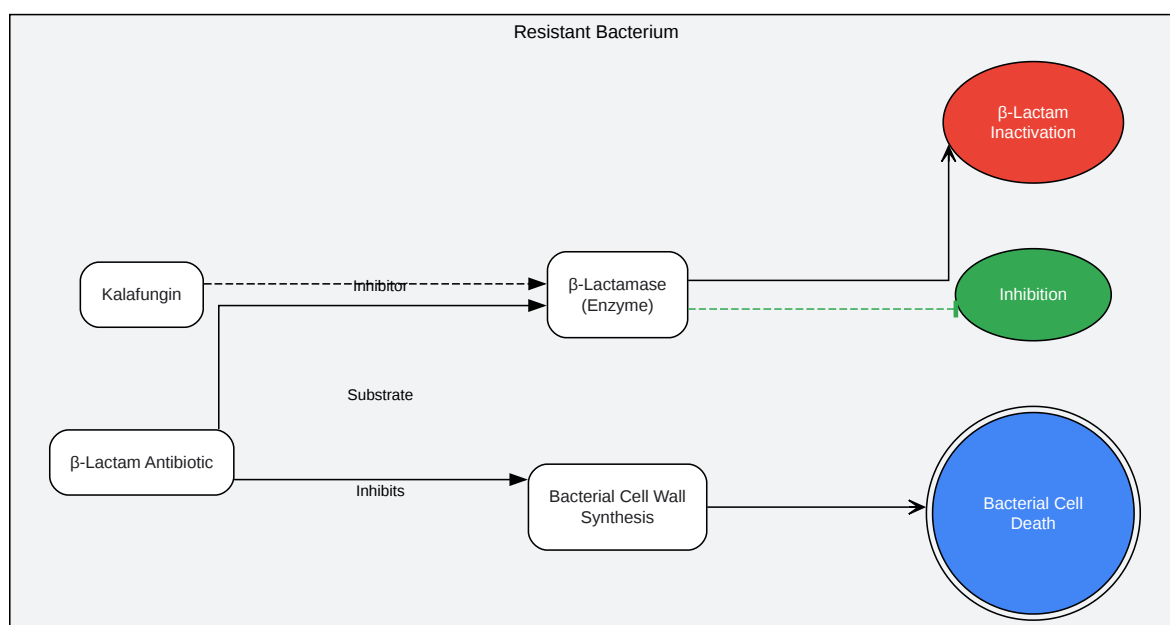 Resistant Bacterium
β-Lactam
Inactivation
Kalafungin
Inhibitor
β-Lactamase
(Enzyme)
Inhibition
Substrate
β-Lactam Antibiotic
Inhibits
Bacterial Cell Wall
Synthesis
Bacterial Cell
Death